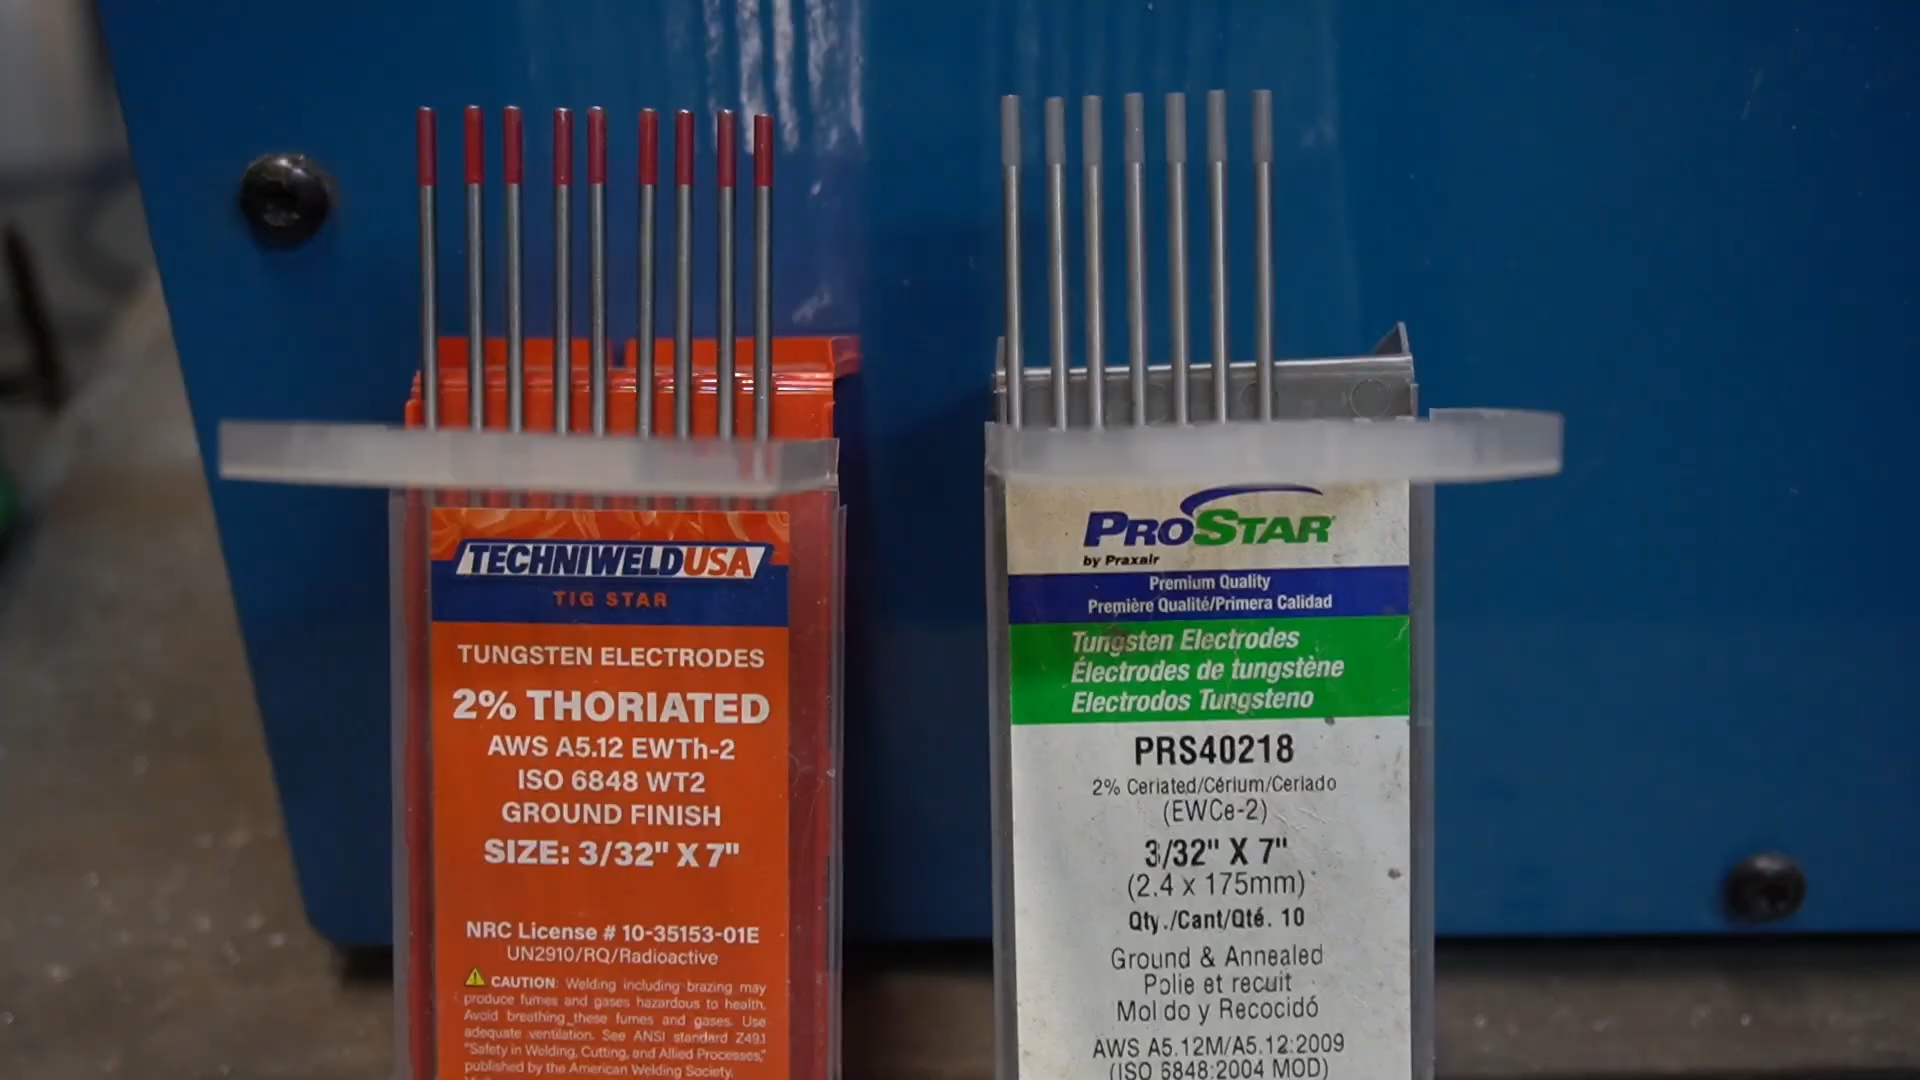 TECHNIWELDUSA
TIG STAR
TUNGSTEN ELECTRODES
2% THORIATED
AWS A5.12 EWTh-2
ISO 6848 WT2
GROUND FINISH
SIZE: 3/32" X 7"
NRC License # 10-35153-01E
UN2910/RQ/Radioactive
CAUTION: Welding including brazing may
produce fumes and gases hazardous to health.
Avoid breathing these fumes and gases. Use
adequate ventilation. See ANSI standard Z49.1
"Safety in Welding, Cutting, and Allied Processes,"
published by the American Welding Society.
PROSTAR
by Praxair
Premium Quality
Première Qualité/Primera Calidad
Tungsten Electrodes
Électrodes de tungstène
Electrodos Tungsteno
PRS40218
2% Ceriated/Cérium/Ceriado
(EWCe-2)
3/32" X 7"
(2.4 x 175mm)
Qty./Cant/Qté. 10
Ground & Annealed
Polie et recuit
Moldo y Recocidó
AWS A5.12M/A5.12:2009
(ISO 6848:2004 MOD)